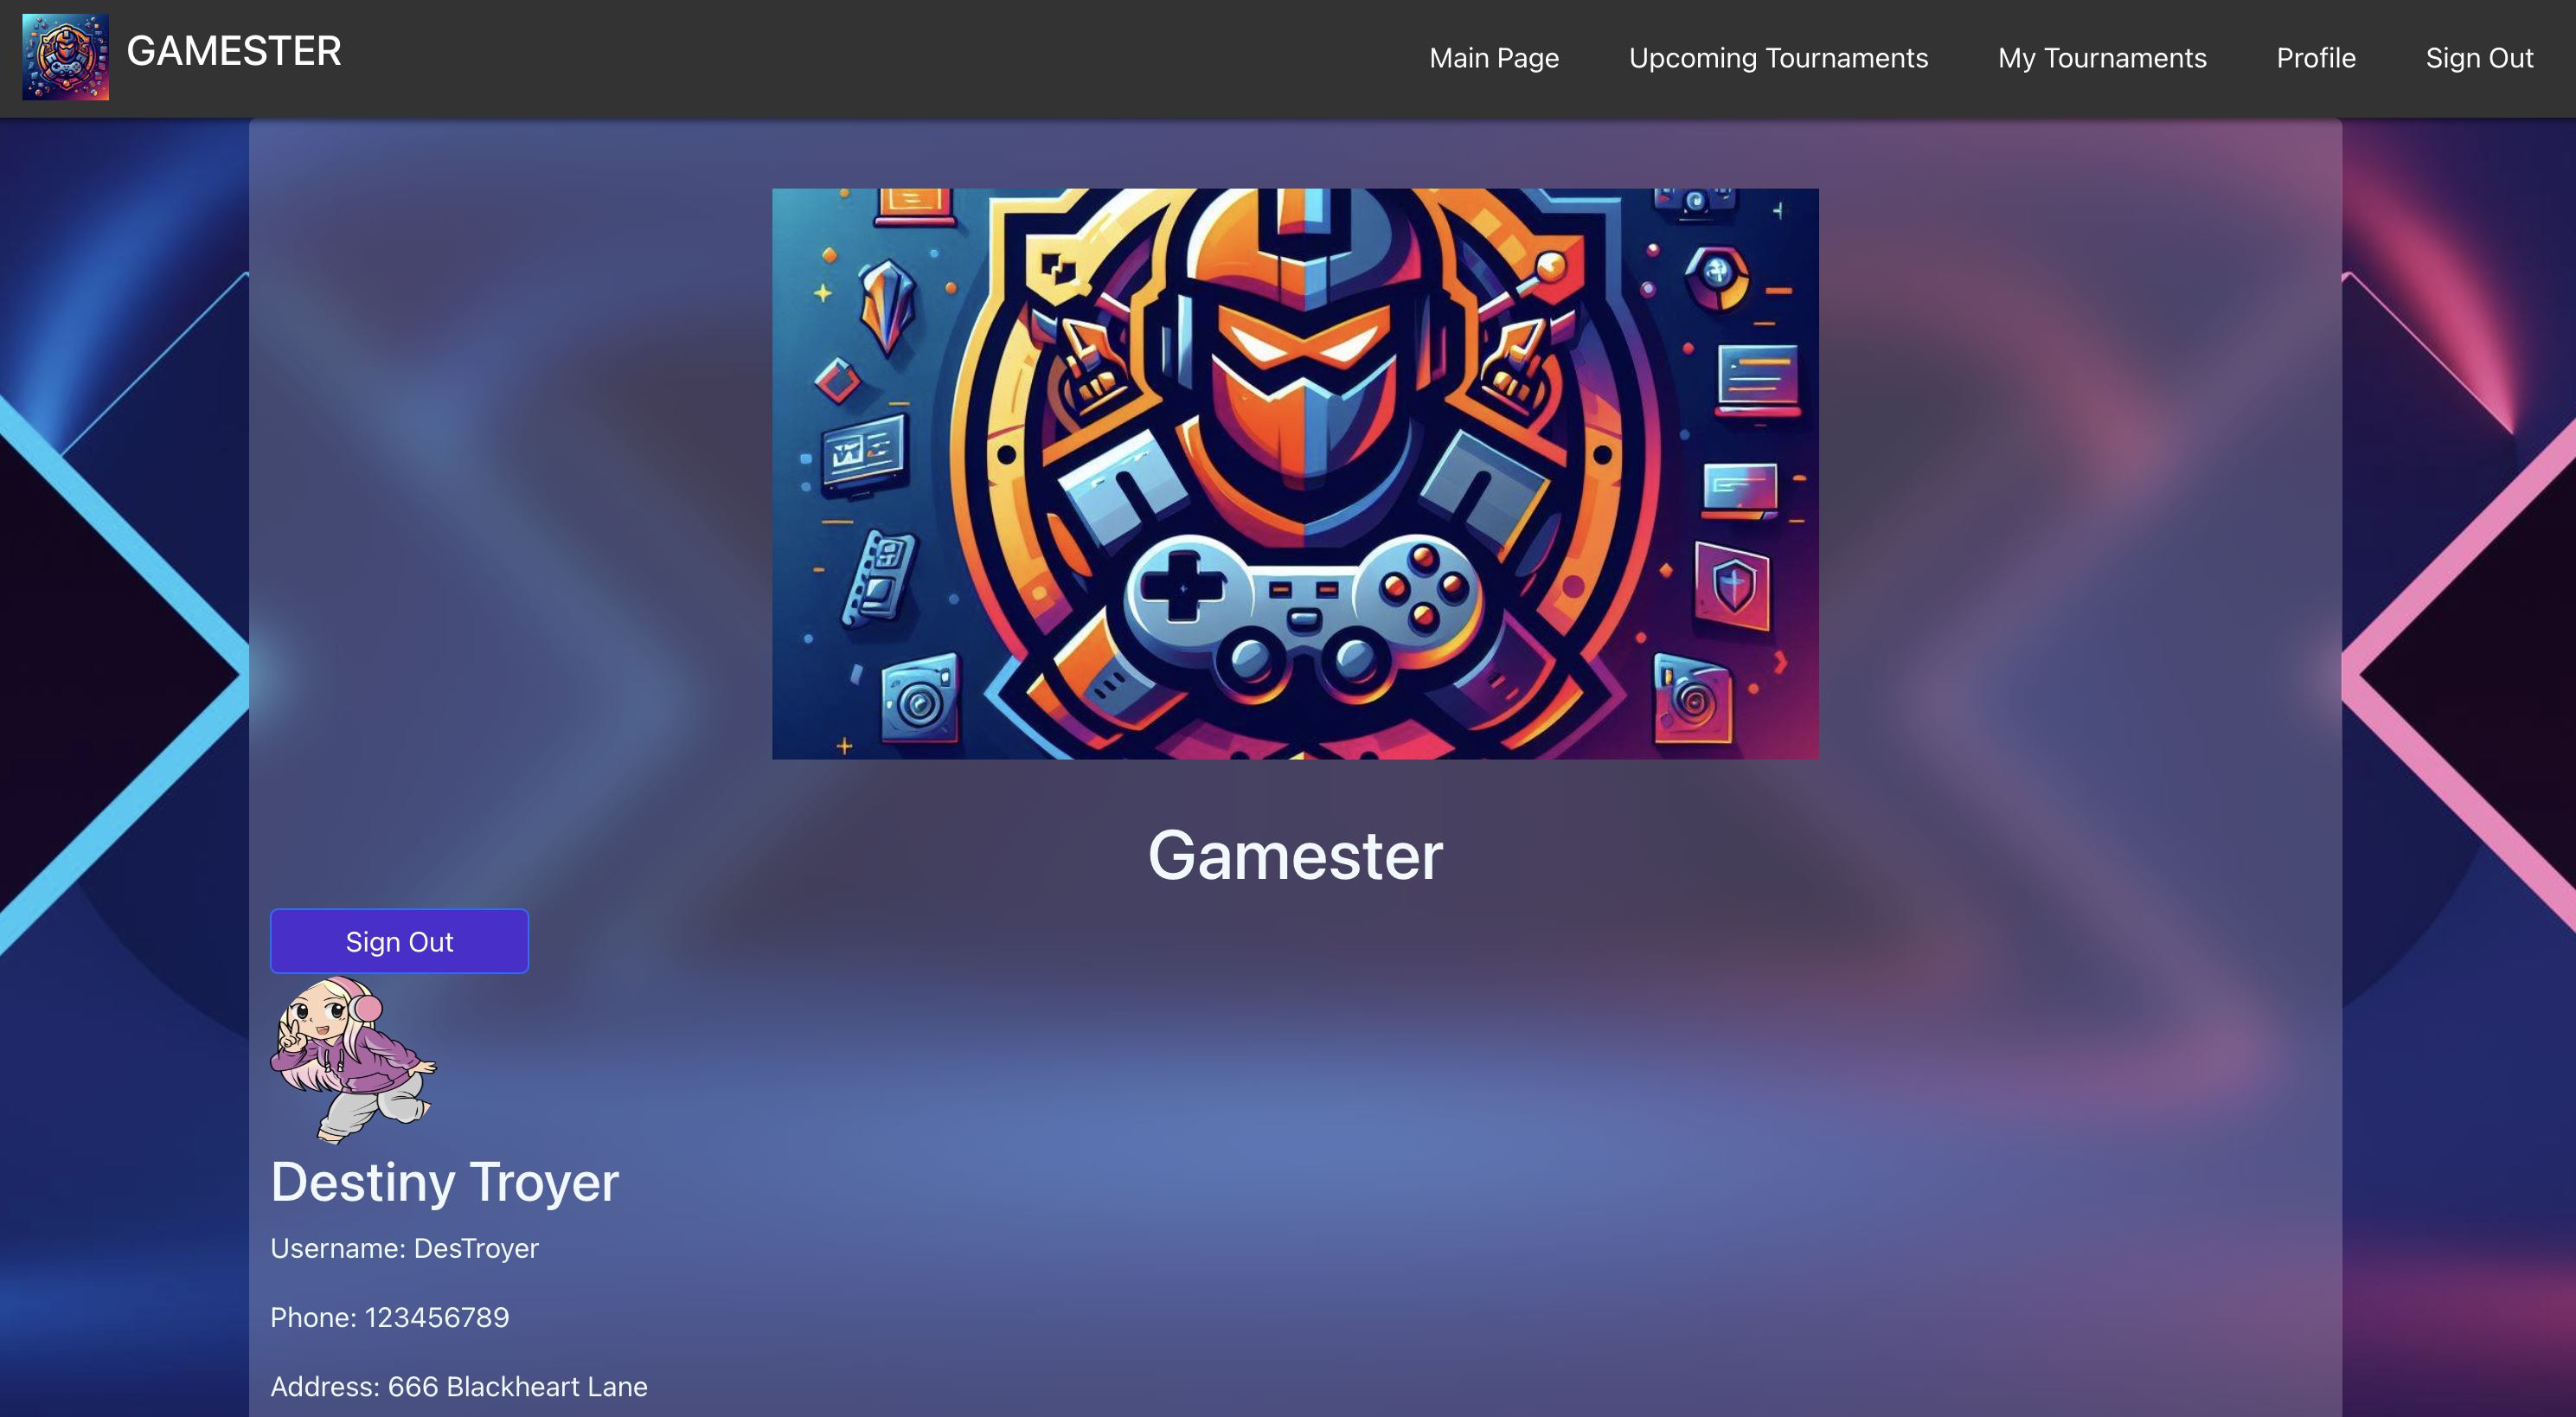 GAMESTER
Main Page Upcoming Tournaments My Tournaments Profile Sign Out
Gamester
Sign Out
Destiny Troyer
Username: DesTroyer
Phone: 123456789
Address: 666 Blackheart Lane